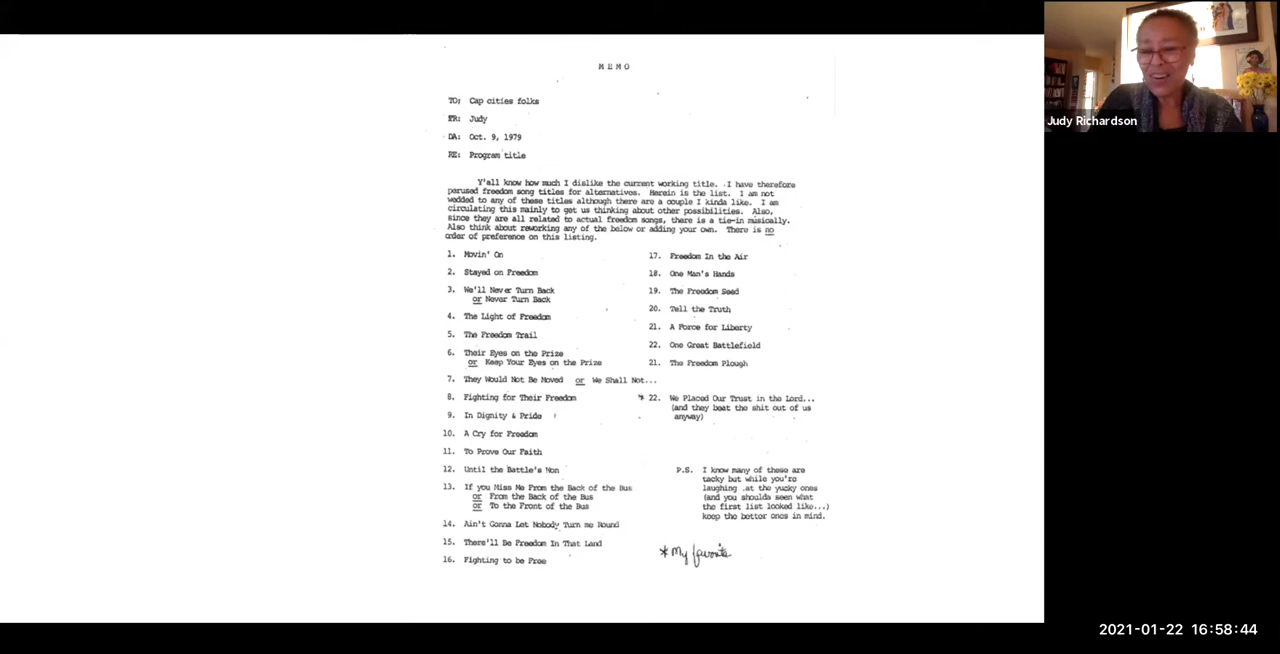 MEMO
TO: Cap cities folks
FR: Judy
DA: Oct. 9, 1979
RE: Program title
Y'all know how much I dislike the current working title. I have therefore
perused freedom song titles for alternatives. Herein is the list. I am not
wedded to any of these titles although there are a couple I kinda like. I am
circulating this mainly to get us thinking about other possibilities. Also,
since they are all related to actual freedom songs, there is a tie-in musically.
Also think about reworking any of the below or adding your own. There is no
order of preference on this listing.
1. Movin' On
2. Stayed on Freedom
3. We'll Never Turn Back
or Never Turn Back
4. The Light of Freedom
5. The Freedom Trail
6. Their Eyes on the Prize
or Keep Your Eyes on the Prize
7. They Would Not Be Moved or We Shall Not...
8. Fighting for Their Freedom
9. In Dignity & Pride
10. A Cry for Freedom
11. To Prove Our Faith
12. Until the Battle's Won
13. If you Miss Me From the Back of the Bus
or From the Back of the Bus
or To the Front of the Bus
14. Ain't Gonna Let Nobody Turn me Round
15. There'll Be Freedom In That Land
16. Fighting to be Free
17. Freedom In the Air
18. One Man's Hands
19. The Freedom Seed
20. Tell the Truth
21. A Force for Liberty
22. One Great Battlefield
21. The Freedom Plough
* 22. We Placed Our Trust in the Lord...
(and they beat the shit out of us
anyway)
P.S. I know many of these are
tacky but while you're
laughing at the yucky ones
(and you shoulda seen what
the first list looked like...)
keep the better ones in mind.
*My favorite
Judy Richardson
2021-01-22 16:58:44